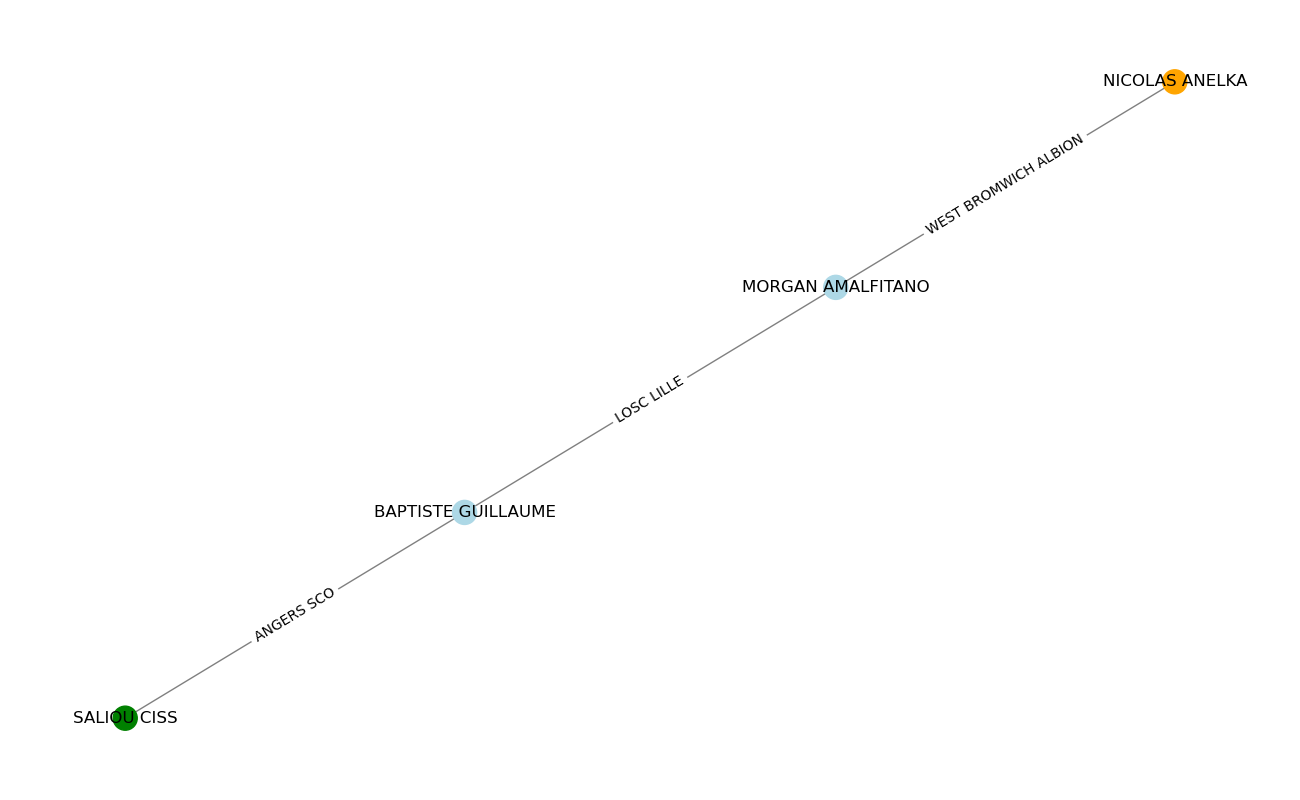 NICOLAS ANELKA
WEST BROMWICH ALBION
MORGAN AMALFITANO
LOSC LILLE
BAPTISTE GUILLAUME
ANGERS SCO
SALIOU CISS